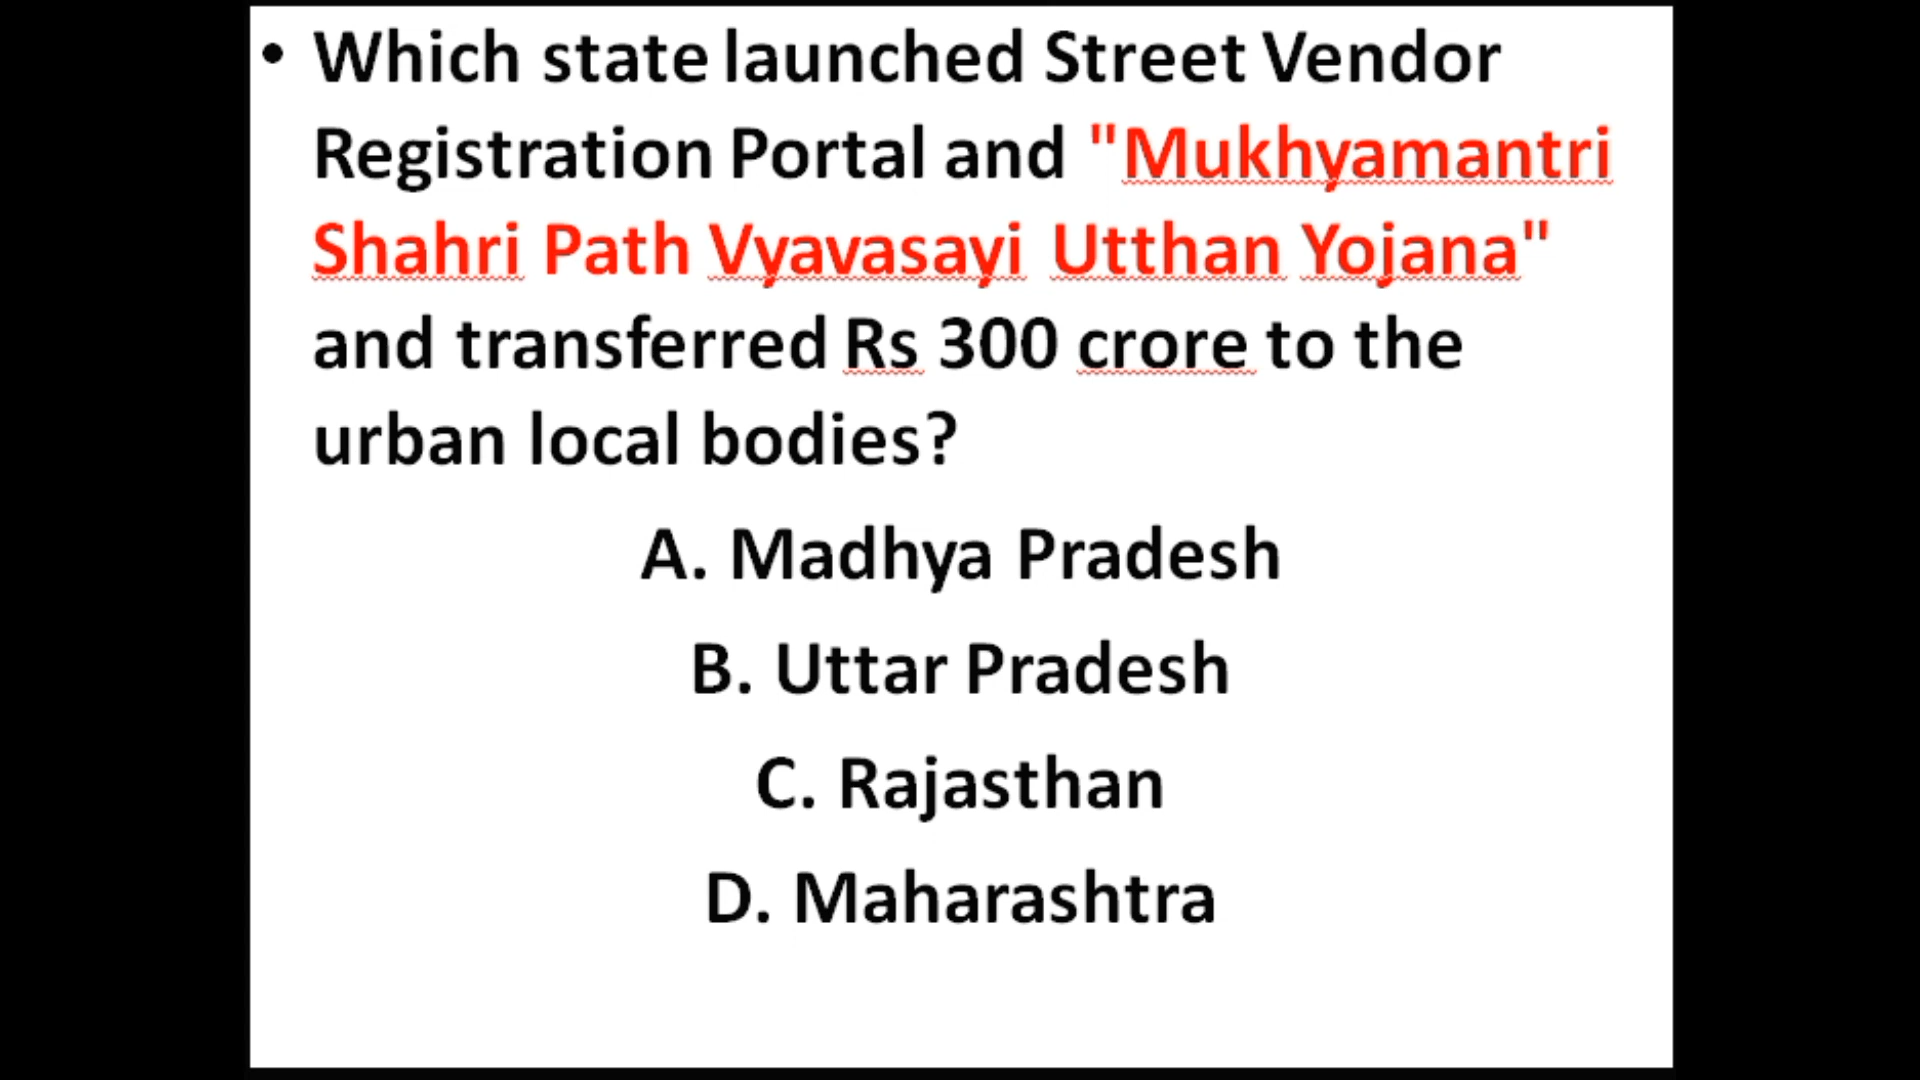 • Which state launched Street Vendor
Registration Portal and "Mukhyamantri
Shahri Path Vyavasayi Utthan Yojana"
and transferred Rs 300 crore to the
urban local bodies?
A. Madhya Pradesh
B. Uttar Pradesh
C. Rajasthan
D. Maharashtra